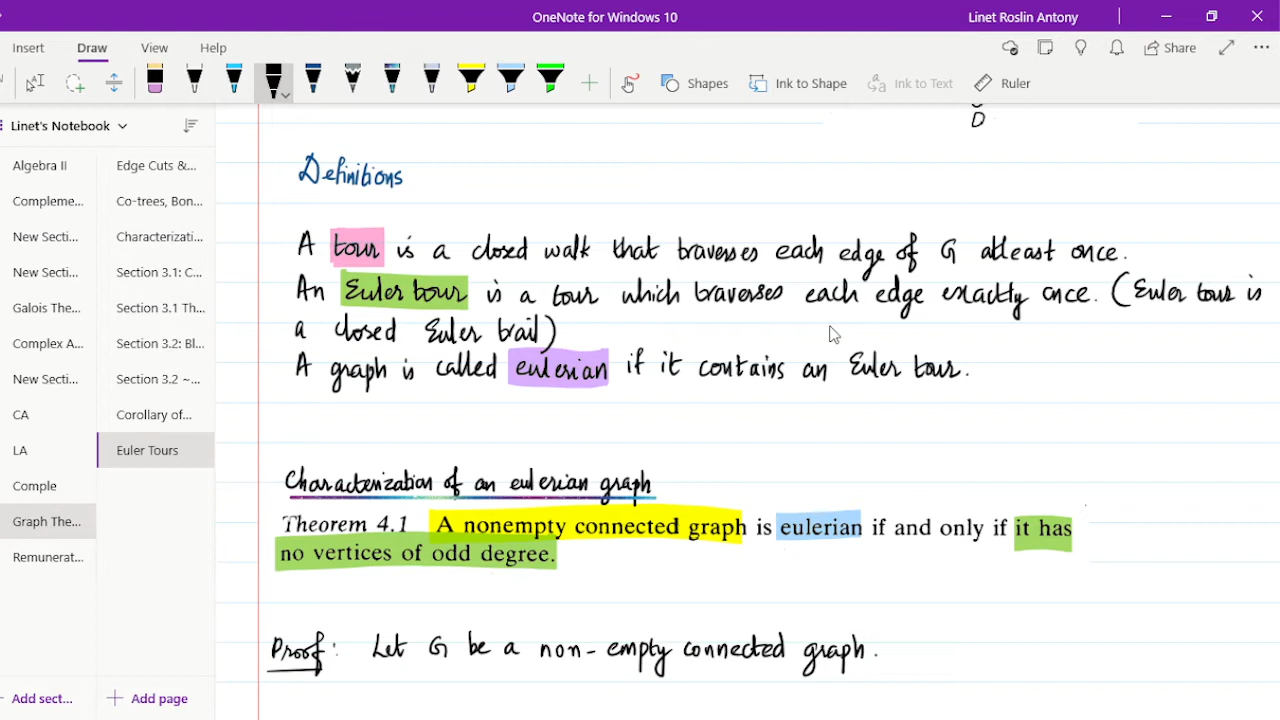 OneNote for Windows 10
Linet Roslin Antony
Insert
Draw
View
Help
Share
Shapes
Ink to Shape
Ink to Text
Ruler
Linet's Notebook
Algebra II
Compleme...
New Secti...
New Secti...
Galois The...
Complex A...
New Secti...
CA
LA
Comple
Graph The...
Remunerat...
Add sect...
Edge Cuts &...
Co-trees, Bon...
Characterizati...
Section 3.1: C...
Section 3.1 Th...
Section 3.2: Bl...
Section 3.2 ~...
Corollary of...
Euler Tours
Add page
D
Definitions
A tour is a closed walk that traverses each edge of G atleast once.
An Euler tour is a tour which traverses each edge exactly once. (Euler tour is
a closed Euler trail)
A graph is called eulerian if it contains an Euler tour.
Characterization of an eulerian graph
Theorem 4.1 A nonempty connected graph is eulerian if and only if it has
no vertices of odd degree.
Proof: Let G be a non-empty connected graph.